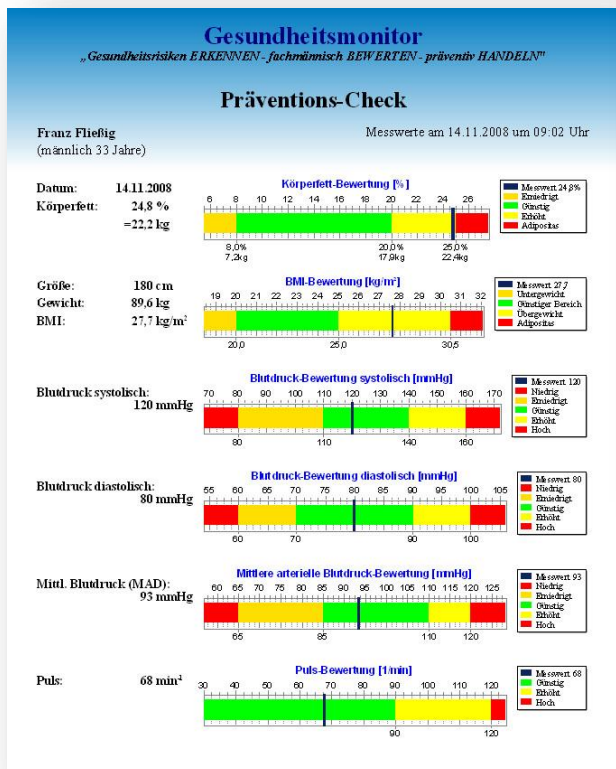 Gesundheitsmonitor
„Gesundheitsrisiken ERKENNEN - fachmännisch BEWERTEN - präventiv HANDELN"
Präventions-Check
Franz Fließig
(männlich 33 Jahre)
Messwerte am 14.11.2008 um 09:02 Uhr
Datum: 14.11.2008
Körperfett: 24,8 %
=22,2 kg
Körperfett-Bewertung [%]
6 8 10 12 14 16 18 20 22 24 26
8,0% 20,0% 25,0%
7,2kg 17,9kg 22,4kg
Messwert 24,8%
Erniedrigt
Günstig
Erhöht
Adipositas
Größe: 180 cm
Gewicht: 89,6 kg
BMI: 27,7 kg/m²
BMI-Bewertung [kg/m²]
19 20 21 22 23 24 25 26 27 28 29 30 31 32
20,0 25,0 30,5
Messwert 27,7
Untergewicht
Günstiger Bereich
Übergewicht
Adipositas
Blutdruck systolisch:
120 mmHg
Blutdruck-Bewertung systolisch [mmHg]
70 80 90 100 110 120 130 140 150 160 170
80 110 140 160
Messwert 120
Niedrig
Erniedrigt
Günstig
Erhöht
Hoch
Blutdruck diastolisch:
80 mmHg
Blutdruck-Bewertung diastolisch [mmHg]
55 60 65 70 75 80 85 90 95 100 105
60 70 90 100
Messwert 80
Niedrig
Erniedrigt
Günstig
Erhöht
Hoch
Mittl. Blutdruck (MAD):
93 mmHg
Mittlere arterielle Blutdruck-Bewertung [mmHg]
60 65 70 75 80 85 90 95 100 105 110 115 120 125
65 85 110 120
Messwert 93
Niedrig
Erniedrigt
Günstig
Erhöht
Hoch
Puls: 68 min²
Puls-Bewertung [1/min]
30 40 50 60 70 80 90 100 110 120
90 120
Messwert 68
Günstig
Erhöht
Hoch